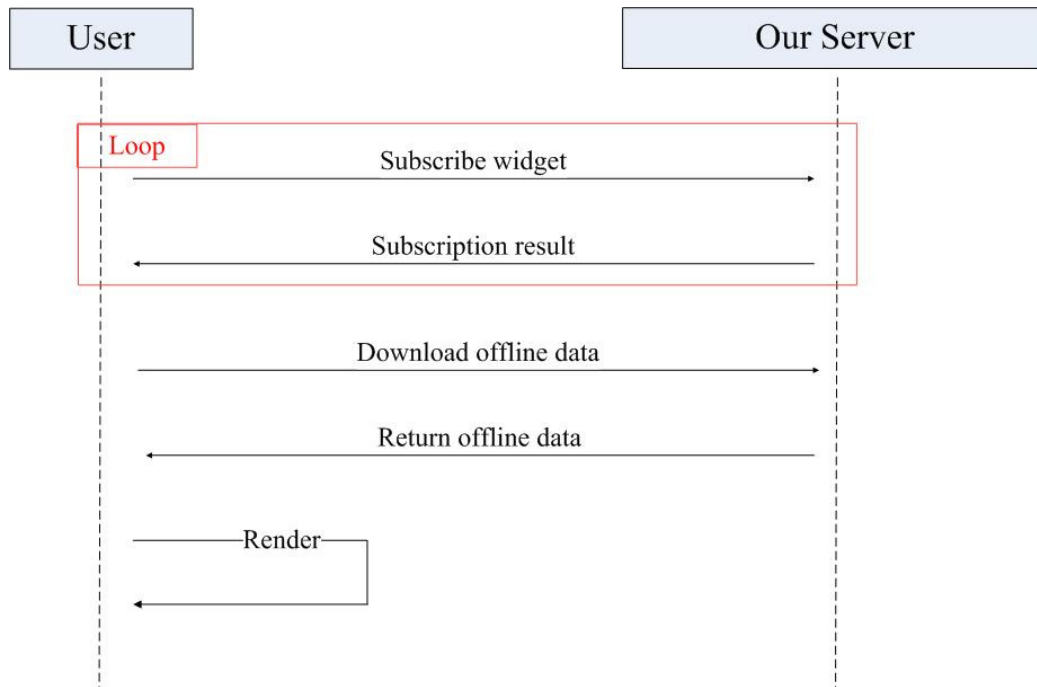 User
Our Server
Loop
Subscribe widget
Subscription result
Download offline data
Return offline data
Render